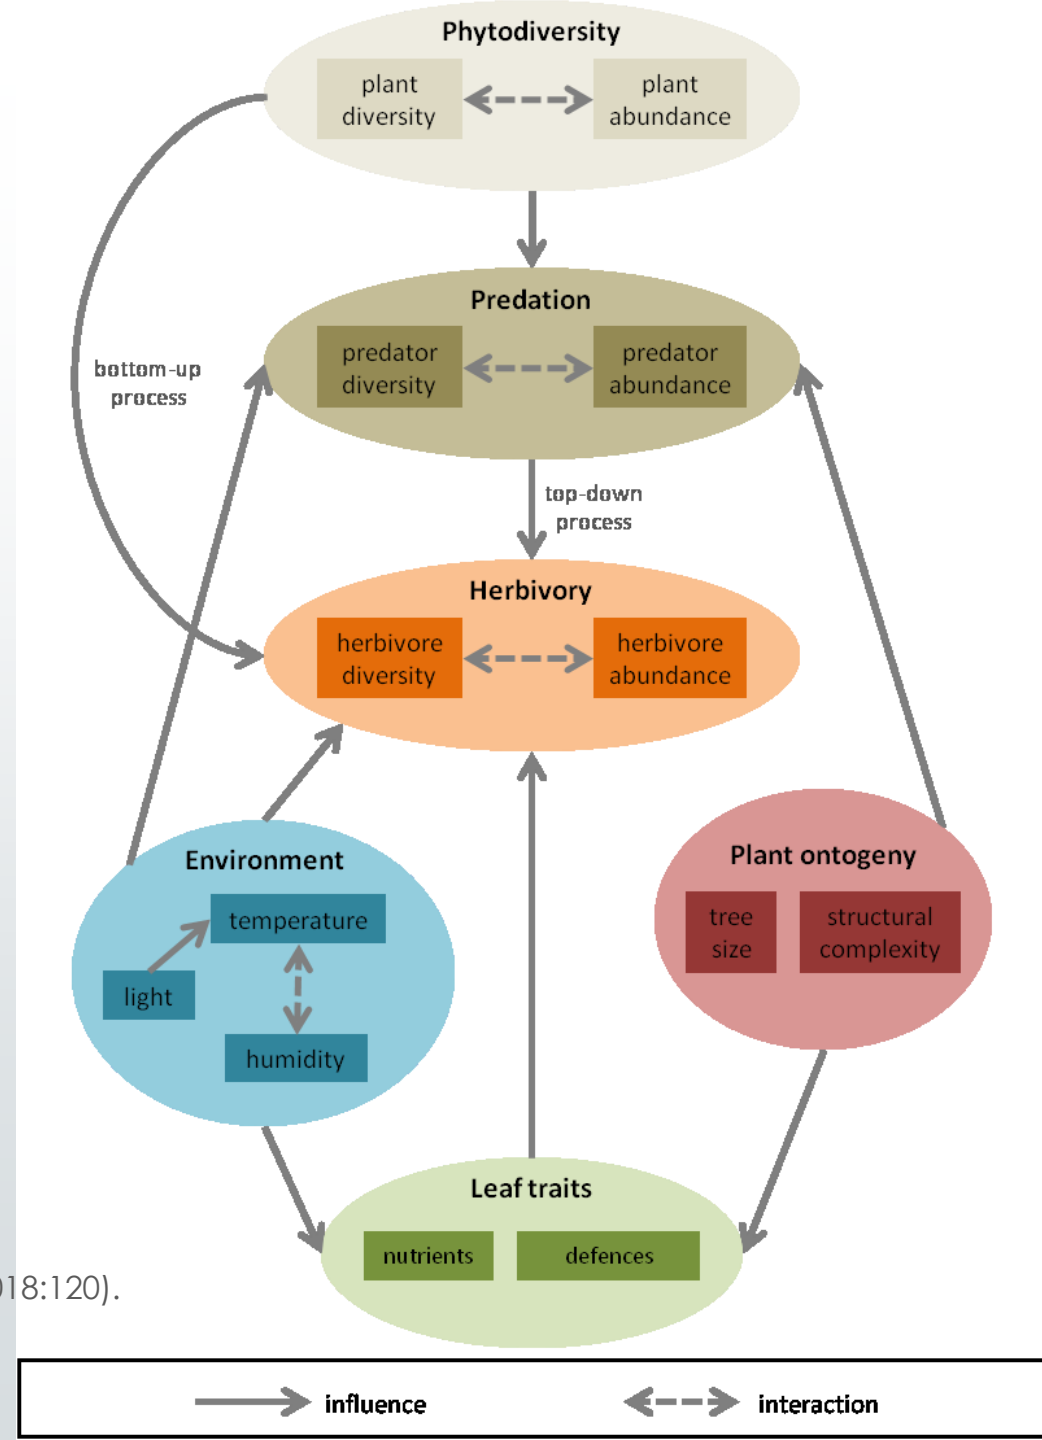 Phytodiversity
plant
diversity
plant
abundance
Predation
predator
diversity
predator
abundance
bottom-up
process
top-down
process
Herbivory
herbivore
diversity
herbivore
abundance
Environment
temperature
light
humidity
Plant ontogeny
tree
size
structural
complexity
Leaf traits
nutrients
defences
018:120).
influence
interaction